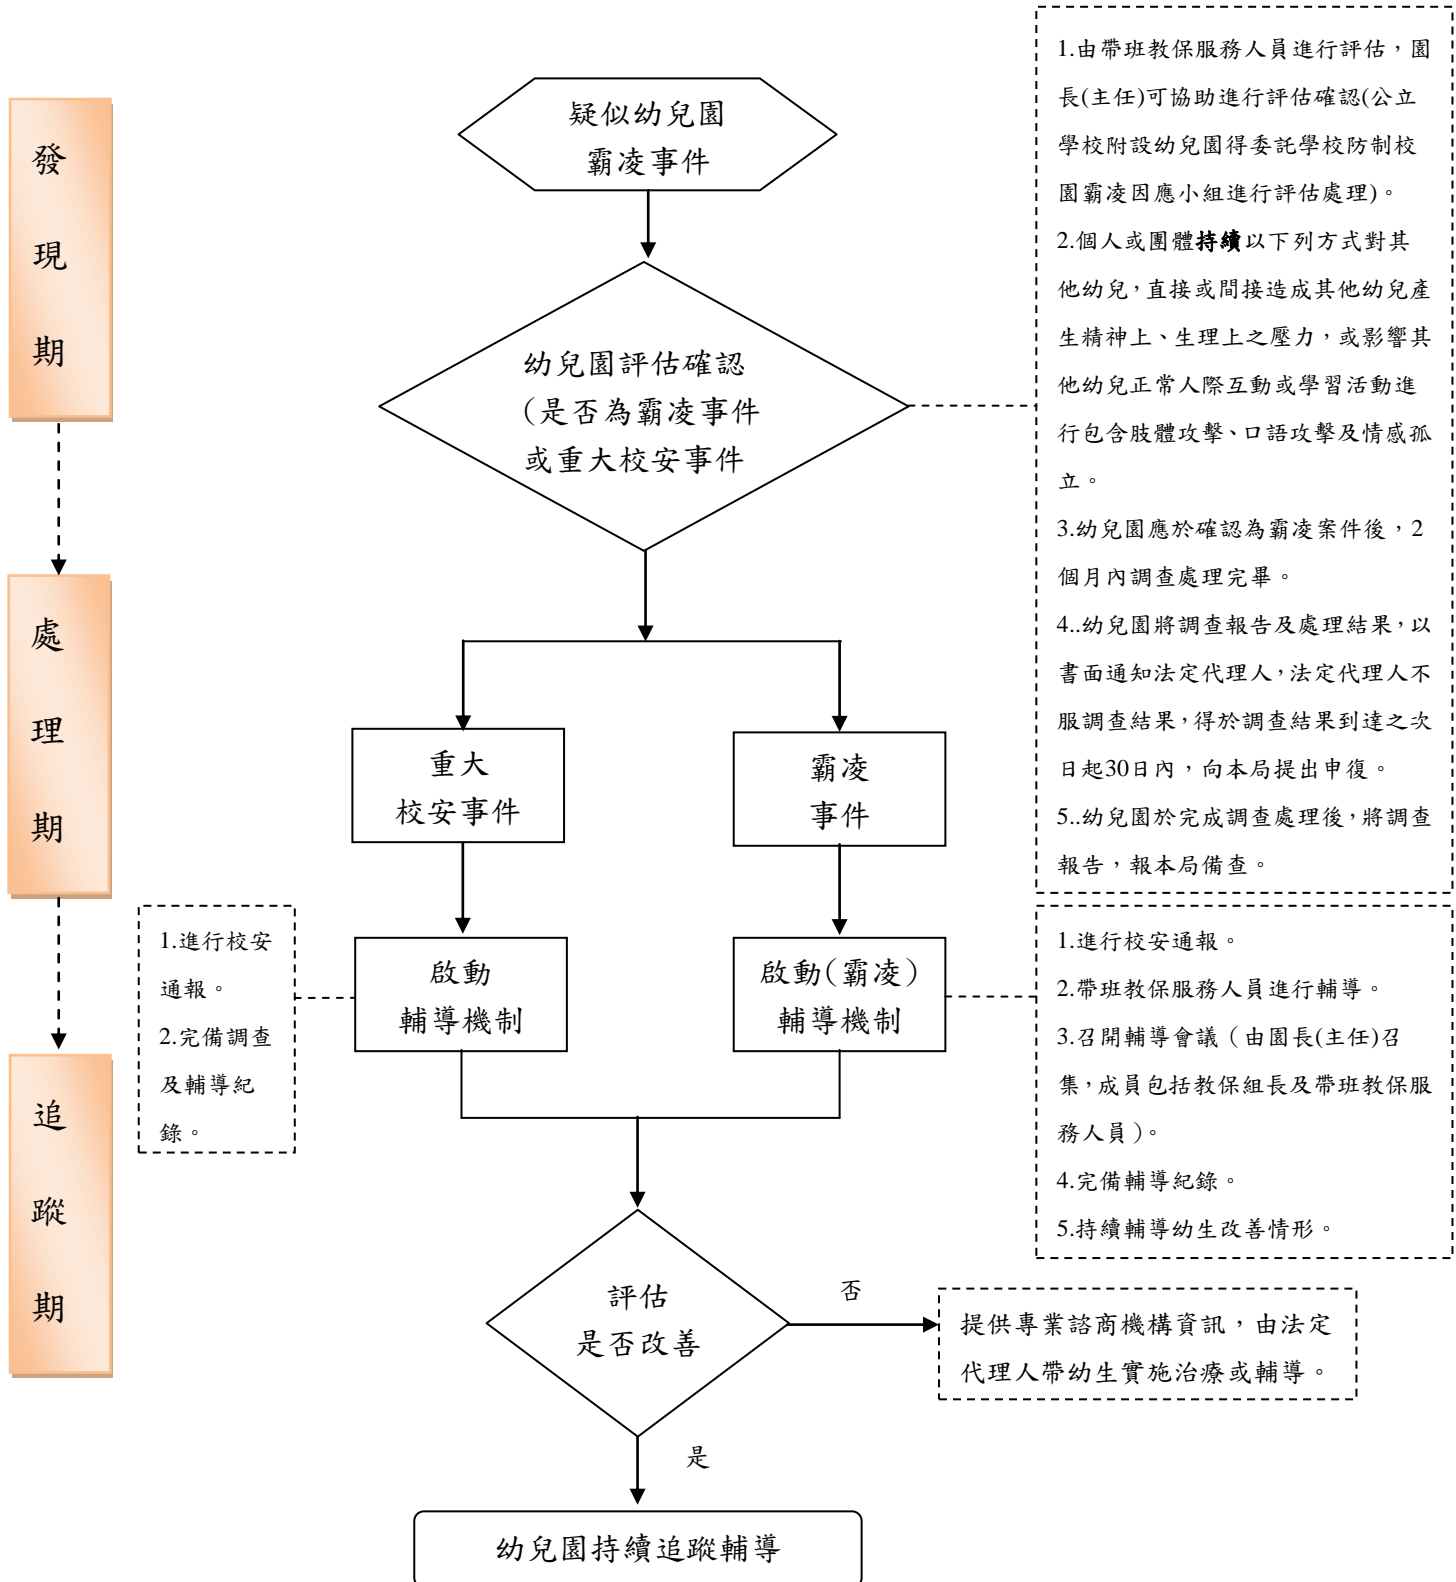 發
現
期
處
理
期
追
蹤
期
疑似幼兒園
霸凌事件
幼兒園評估確認
(是否為霸凌事件
或重大校安事件
1.由帶班教保服務人員進行評估，園
長(主任)可協助進行評估確認(公立
學校附設幼兒園得委託學校防制校
園霸凌因應小組進行評估處理)。
2.個人或團體持續以下列方式對其
他幼兒，直接或間接造成其他幼兒產
生精神上、生理上之壓力，或影響其
他幼兒正常人際互動或學習活動進
行包含肢體攻擊、口語攻擊及情感孤
立。
3.幼兒園應於確認為霸凌案件後，2
個月內調查處理完畢。
4..幼兒園將調查報告及處理結果，以
書面通知法定代理人，法定代理人不
服調查結果，得於調查結果到達之次
日起30日內，向本局提出申復。
5..幼兒園於完成調查處理後，將調查
報告，報本局備查。
重大
校安事件
霸凌
事件
啟動
輔導機制
啟動(霸凌)
輔導機制
1.進行校安
通報。
2.完備調查
及輔導紀
錄。
1.進行校安通報。
2.帶班教保服務人員進行輔導。
3.召開輔導會議（由園長(主任)召
集，成員包括教保組長及帶班教保服
務人員）。
4.完備輔導紀錄。
5.持續輔導幼生改善情形。
評估
是否改善
否
提供專業諮商機構資訊，由法定
代理人帶幼生實施治療或輔導。
是
幼兒園持續追蹤輔導